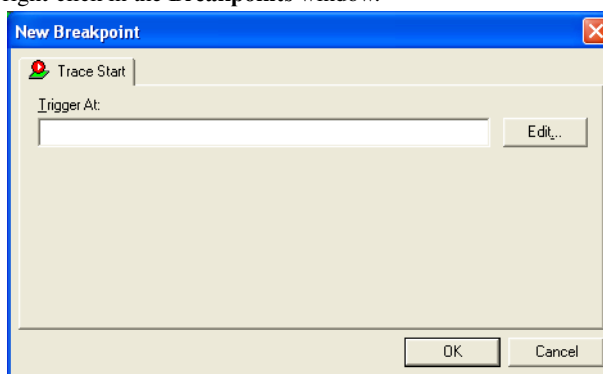 right-click in the Breakpoints window.
New Breakpoint
Trace Start
Trigger At:
Edit...
OK
Cancel